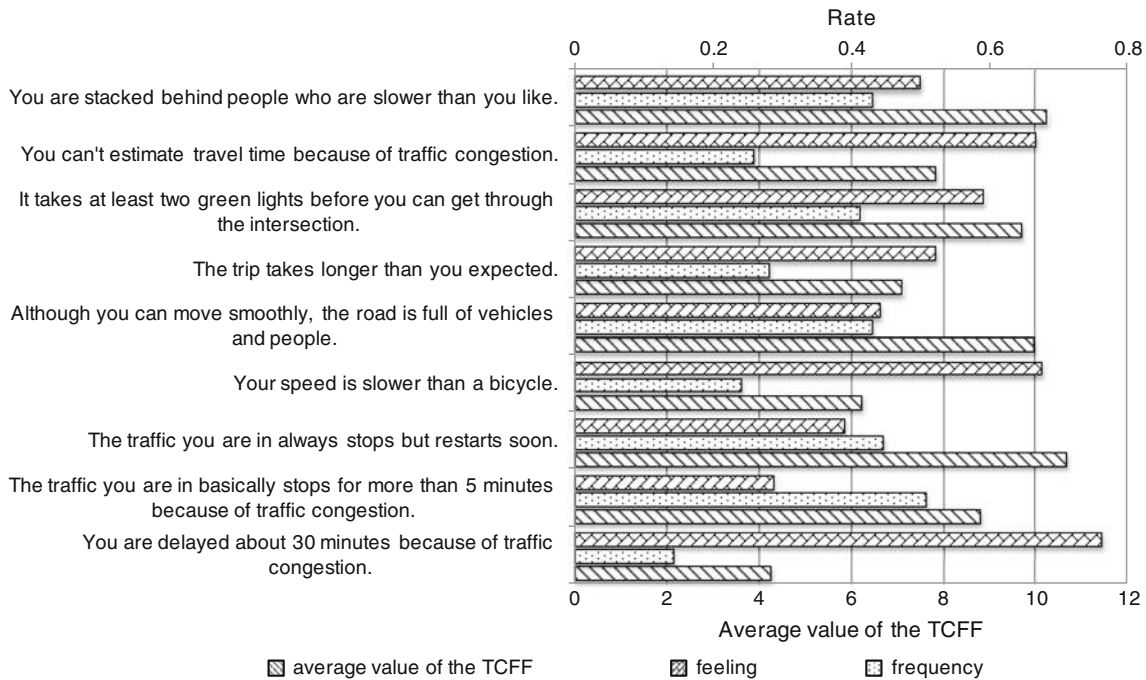 Rate
0 0.2 0.4 0.6 0.8
You are stacked behind people who are slower than you like.
You can't estimate travel time because of traffic congestion.
It takes at least two green lights before you can get through
the intersection.
The trip takes longer than you expected.
Although you can move smoothly, the road is full of vehicles
and people.
Your speed is slower than a bicycle.
The traffic you are in always stops but restarts soon.
The traffic you are in basically stops for more than 5 minutes
because of traffic congestion.
You are delayed about 30 minutes because of traffic
congestion.
0 2 4 6 8 10 12
Average value of the TCFF
average value of the TCFF feeling frequency